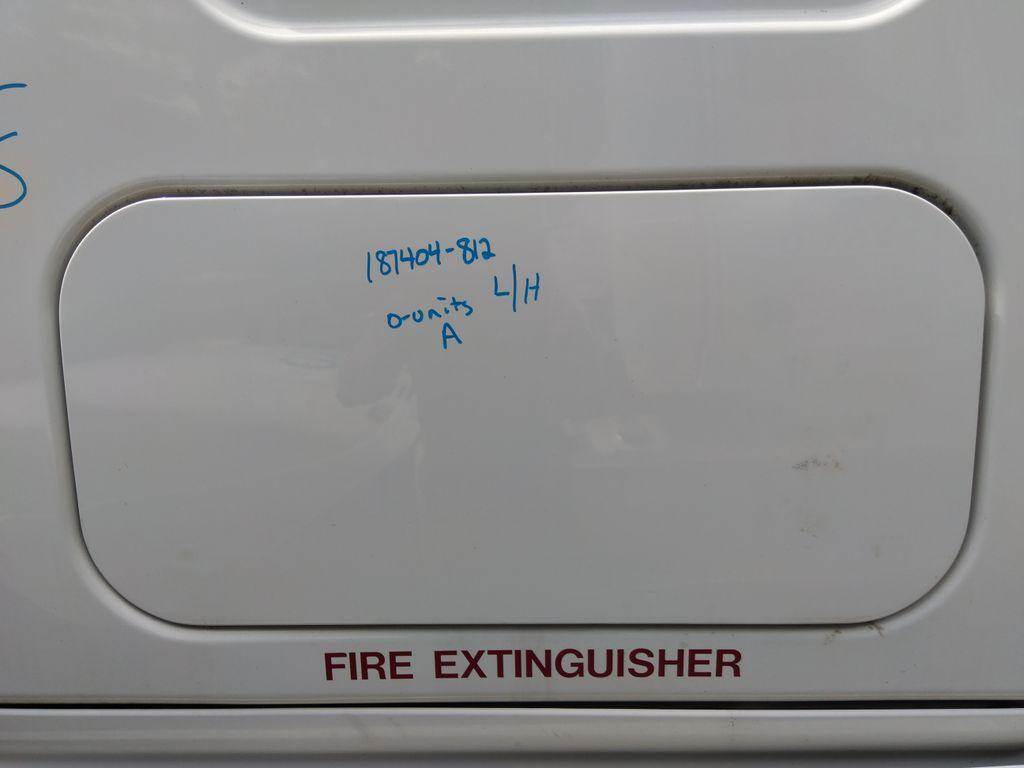 187404-812
L/H
o-units
A
FIRE EXTINGUISHER